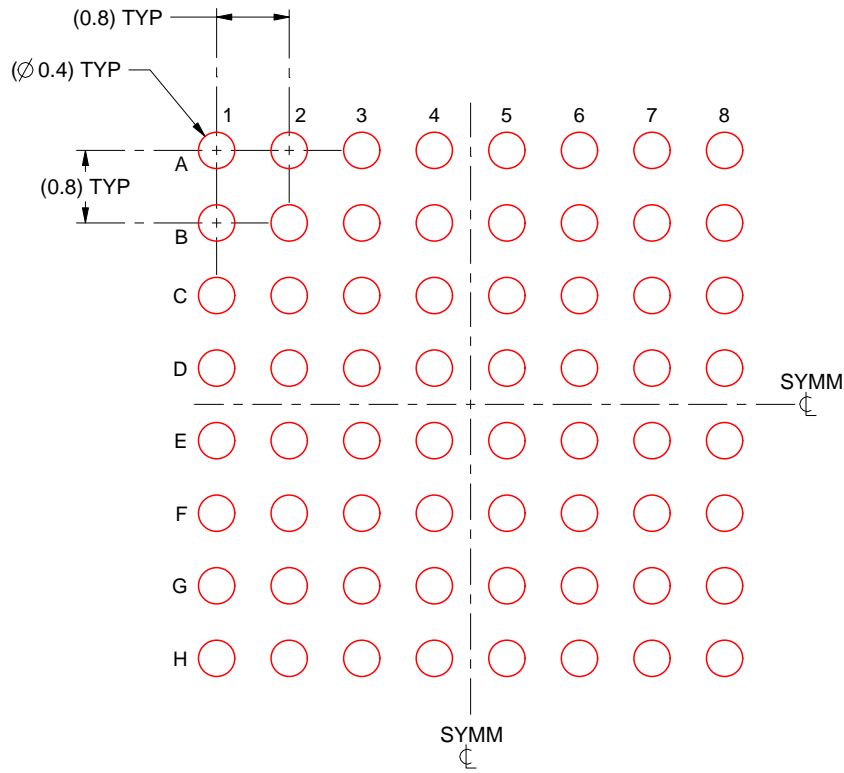 (0.8) TYP
(∅ 0.4) TYP
1 2 3 4 5 6 7 8
A
(0.8) TYP
B
C
D
SYMM
℄
E
F
G
H
SYMM
℄